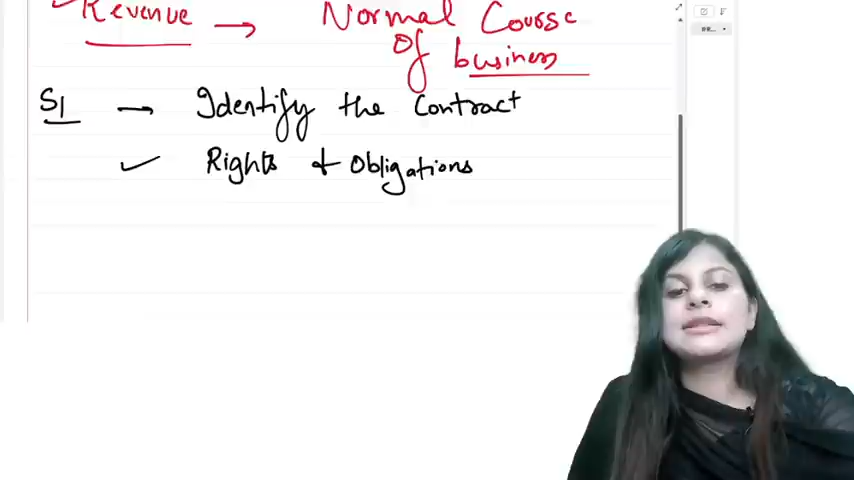 Revenue → Normal Course
Of business
S1 → Identify the Contract
✓ Rights & Obligations